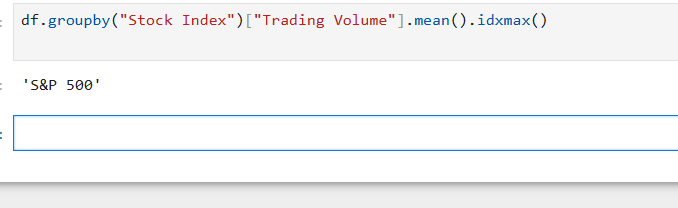 df.groupby("Stock Index")["Trading Volume"].mean().idxmax()
'S&P 500'